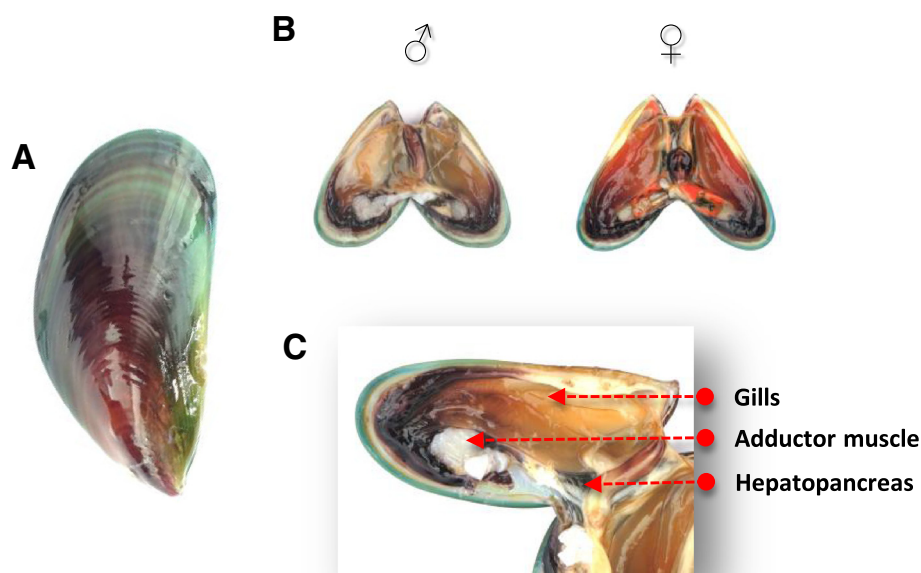 A
B
♂
♀
C
Gills
Adductor muscle
Hepatopancreas